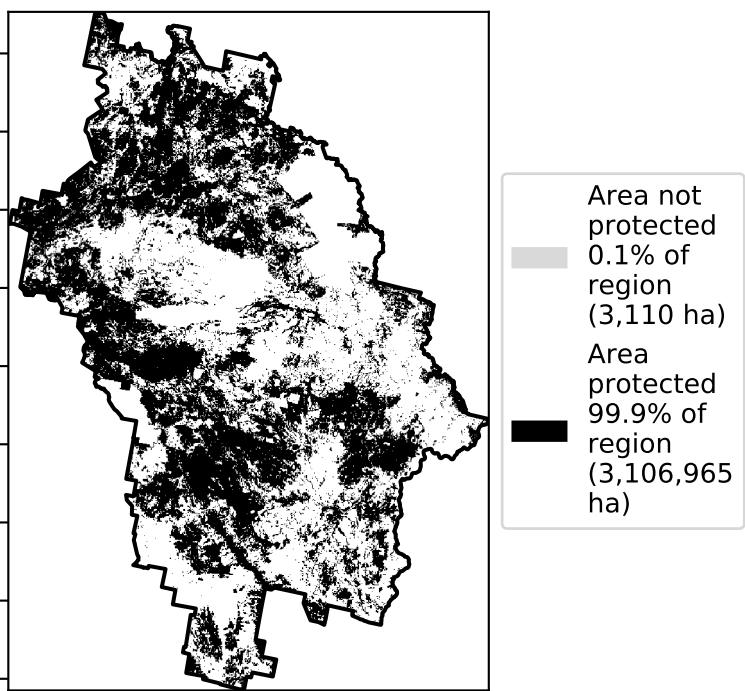 Area not
protected
0.1% of
region
(3,110 ha)
Area
protected
99.9% of
region
(3,106,965
ha)